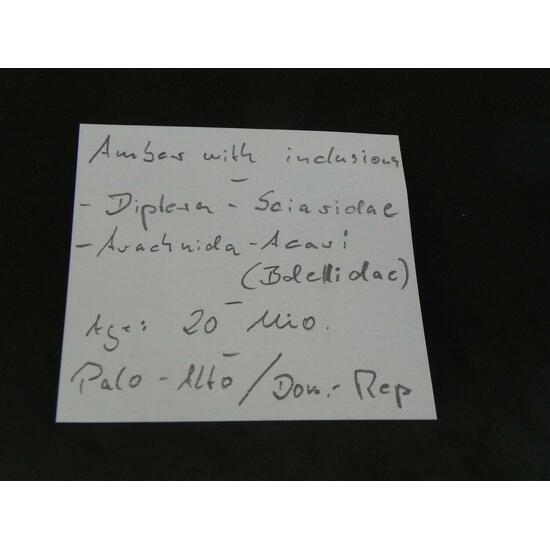 Amber with inclusions
-
- Diptera - Sciaridae
- Arachnida - Acari
(Bdellidae)
-
Age: 20 Mio.
-
Palo - Alto / Dom.- Rep